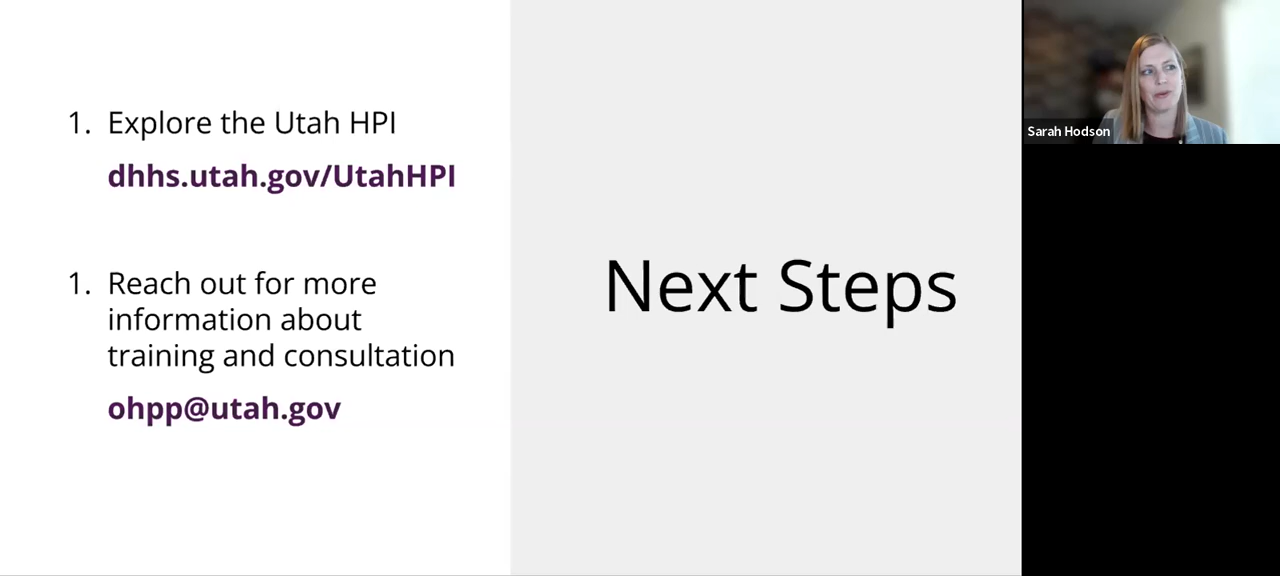 1. Explore the Utah HPI
dhhs.utah.gov/UtahHPI
1. Reach out for more
information about
training and consultation
ohpp@utah.gov
Next Steps
Sarah Hodson